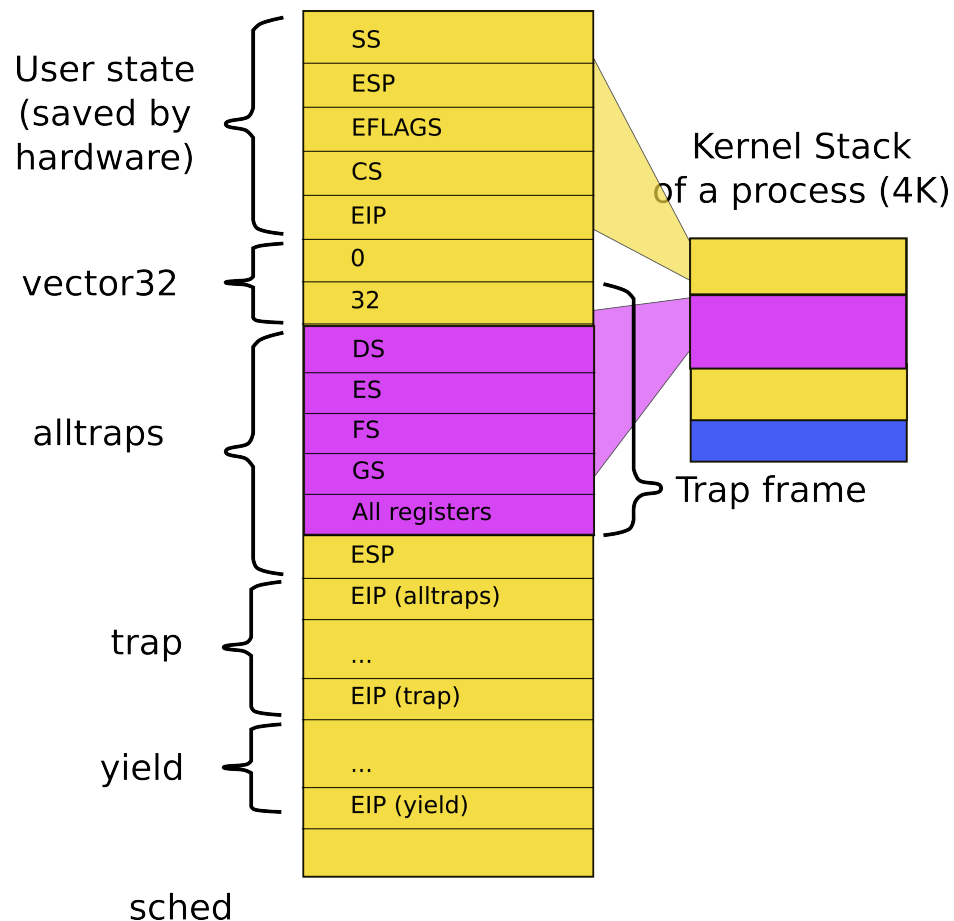 User state
(saved by
hardware)
vector32
alltraps
trap
yield
sched
SS
ESP
EFLAGS
CS
EIP
0
32
DS
ES
FS
GS
All registers
ESP
EIP (alltraps)
...
EIP (trap)
...
EIP (yield)
Kernel Stack
of a process (4K)
Trap frame